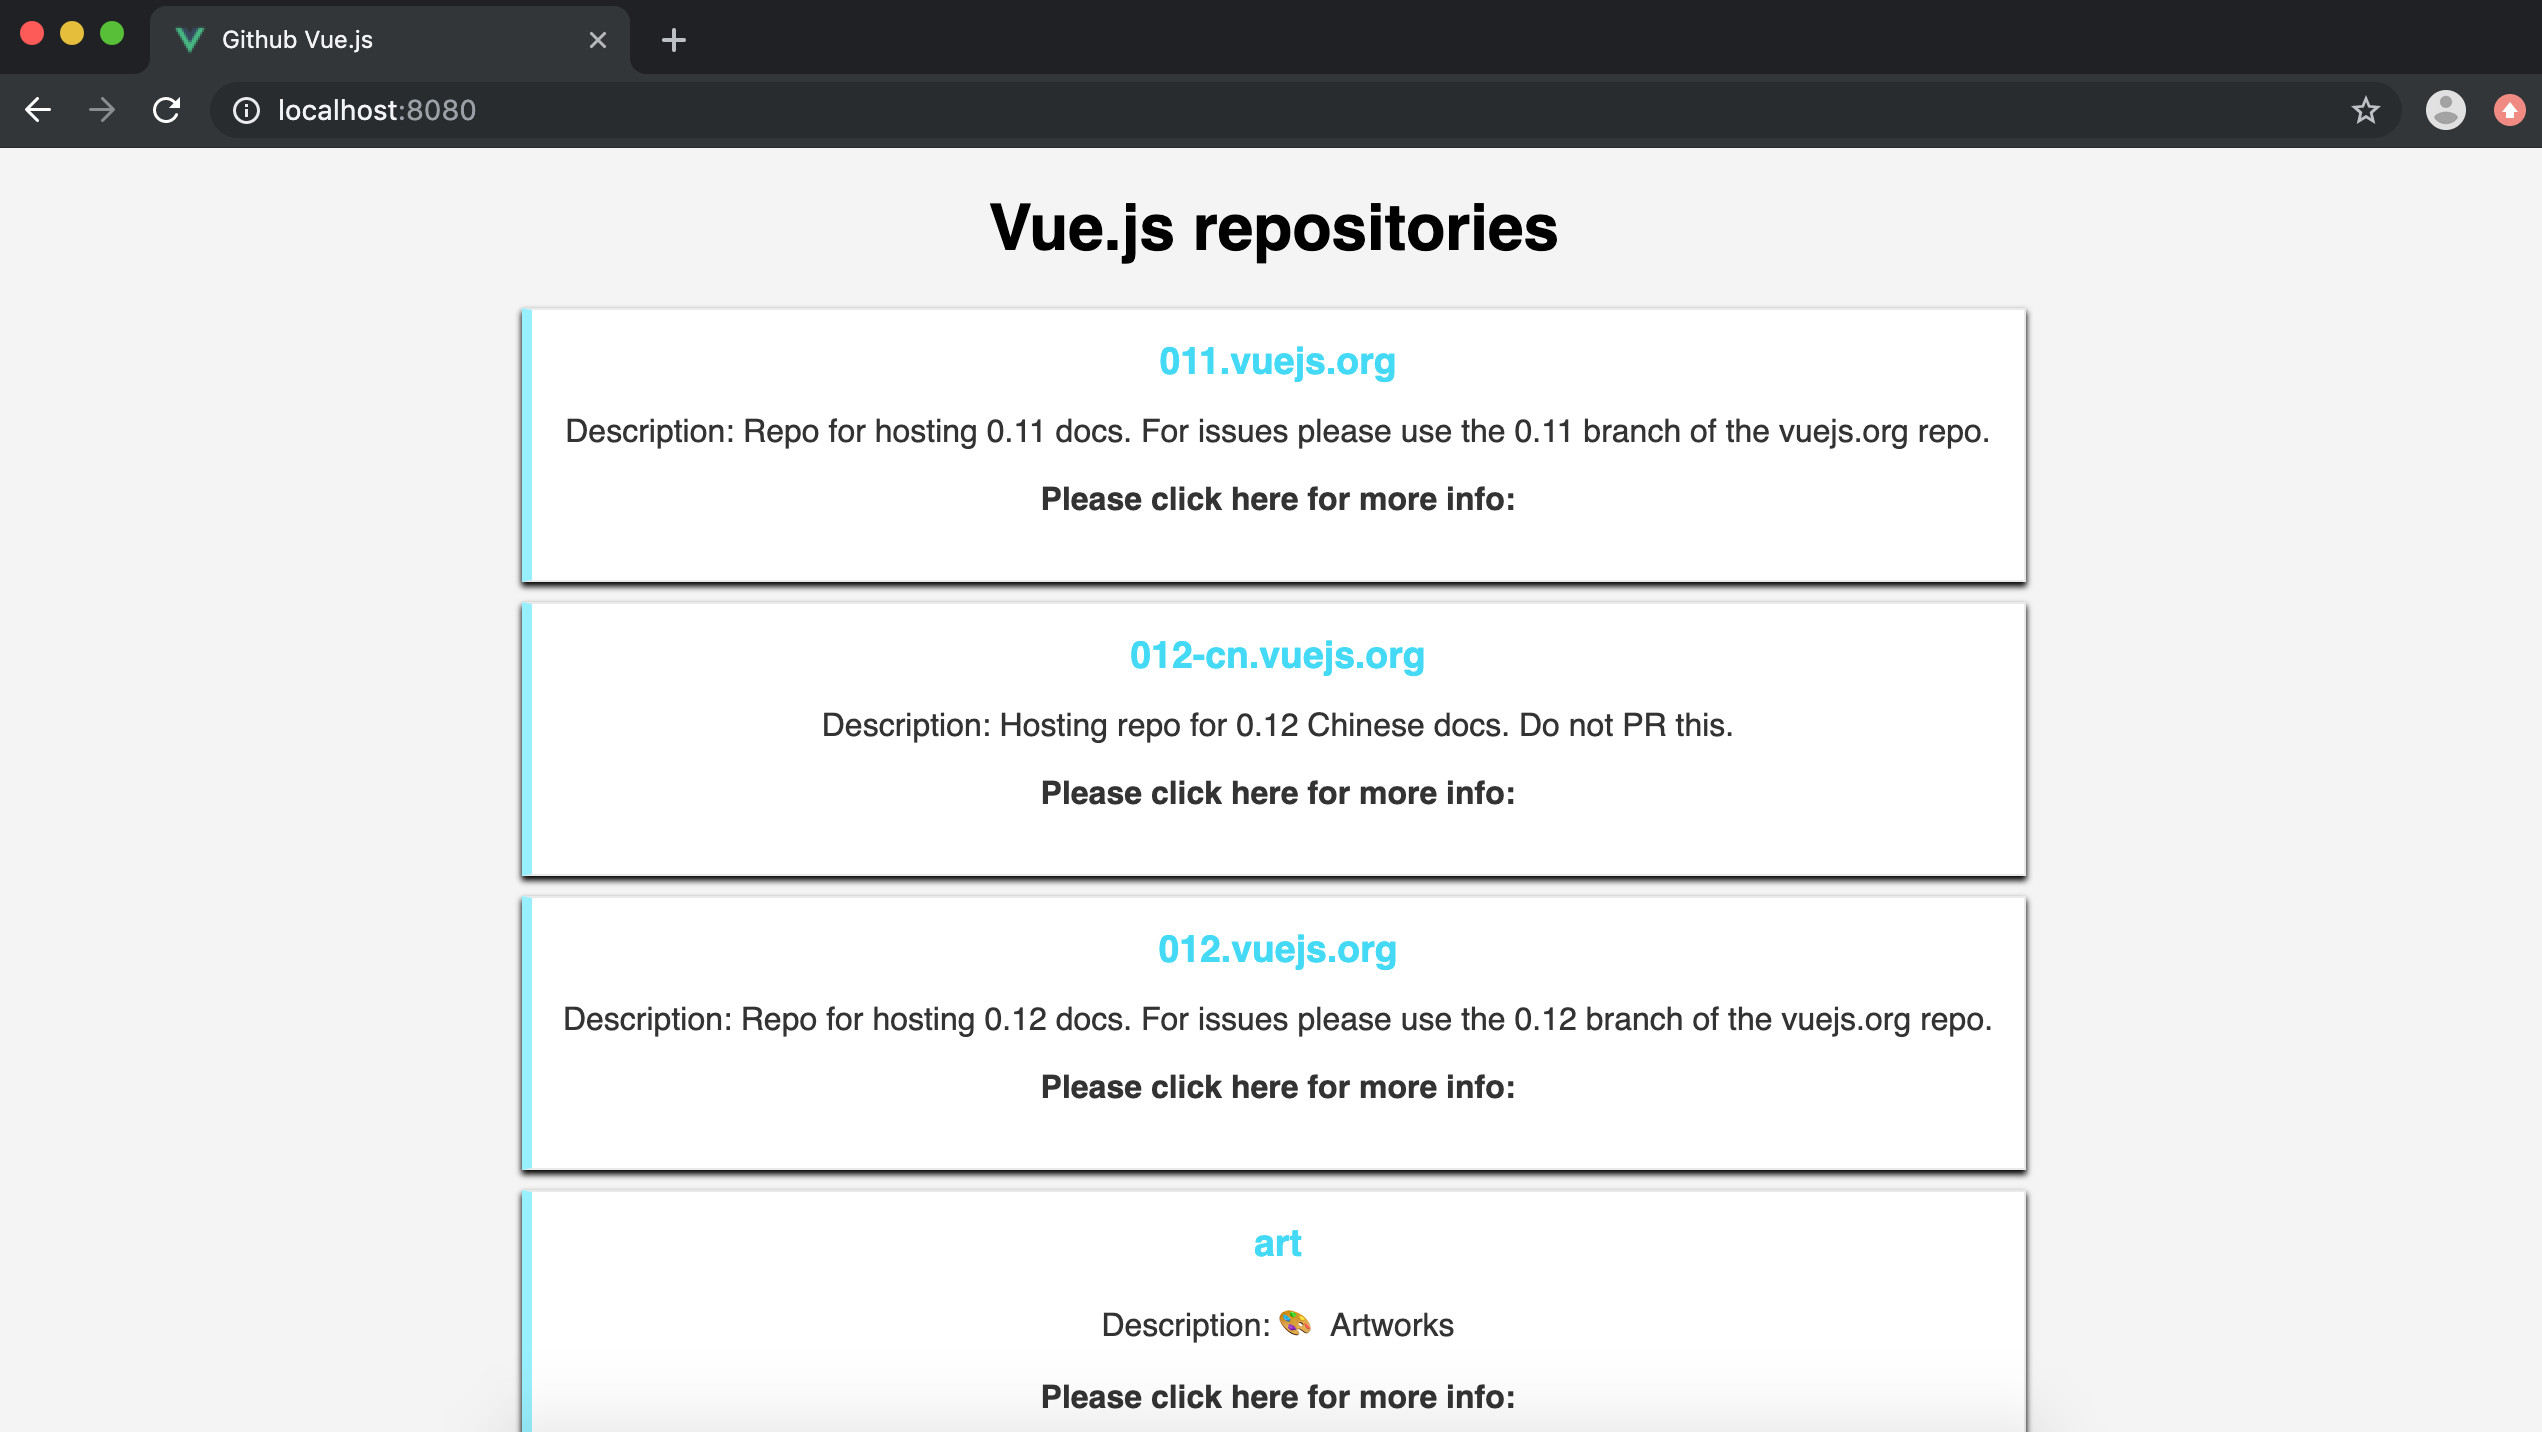 Github Vue.js
localhost:8080
Vue.js repositories
011.vuejs.org
Description: Repo for hosting 0.11 docs. For issues please use the 0.11 branch of the vuejs.org repo.
Please click here for more info:
012-cn.vuejs.org
Description: Hosting repo for 0.12 Chinese docs. Do not PR this.
Please click here for more info:
012.vuejs.org
Description: Repo for hosting 0.12 docs. For issues please use the 0.12 branch of the vuejs.org repo.
Please click here for more info:
art
Description: 🎨 Artworks
Please click here for more info: